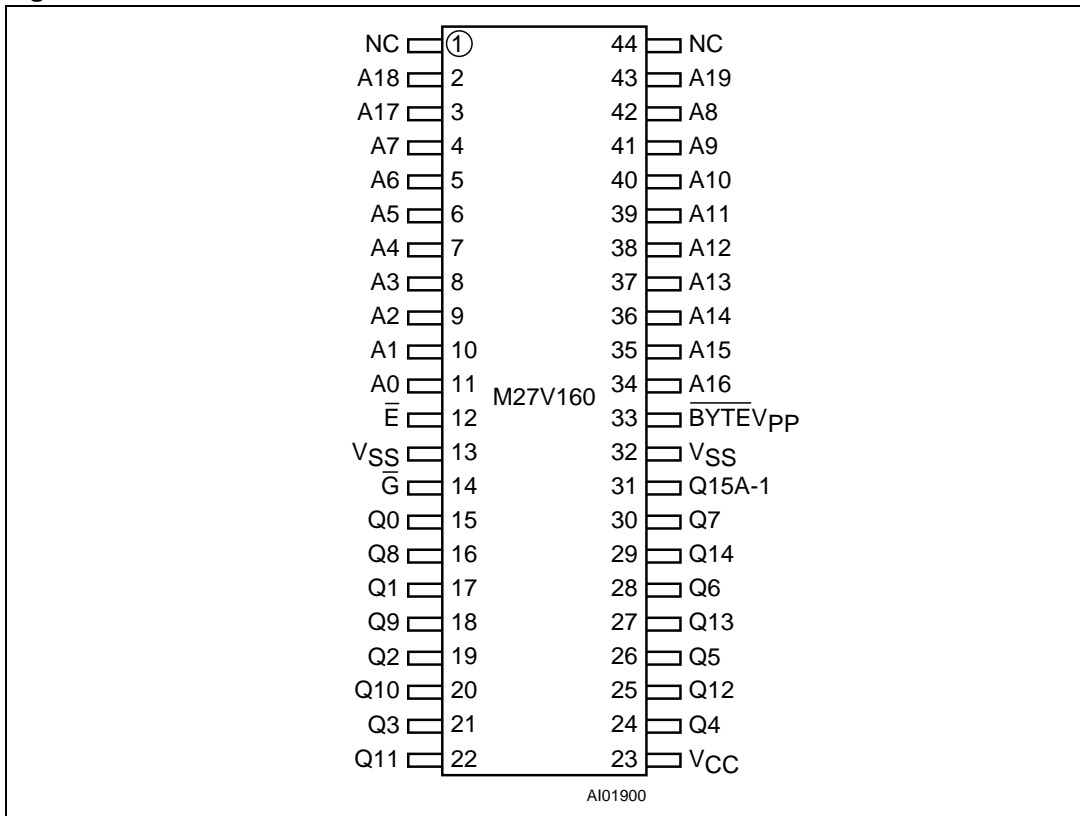 NC 1 44 NC
A18 2 43 A19
A17 3 42 A8
A7 4 41 A9
A6 5 40 A10
A5 6 39 A11
A4 7 38 A12
A3 8 37 A13
A2 9 36 A14
A1 10 35 A15
A0 11 34 A16
M27V160
E̅ 12 33 B̅Y̅T̅E̅VPP
VSS 13 32 VSS
G̅ 14 31 Q15A-1
Q0 15 30 Q7
Q8 16 29 Q14
Q1 17 28 Q6
Q9 18 27 Q13
Q2 19 26 Q5
Q10 20 25 Q12
Q3 21 24 Q4
Q11 22 23 VCC
AI01900